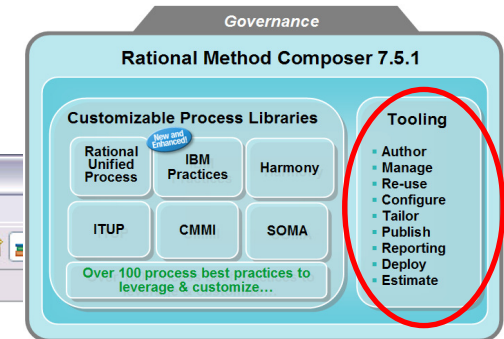 Governance
Rational Method Composer 7.5.1
Customizable Process Libraries
New and
Enhanced!
Rational
Unified
Process
IBM
Practices
Harmony
ITUP
CMMI
SOMA
Over 100 process best practices to
leverage & customize…
Tooling
Author
Manage
Re-use
Configure
Tailor
Publish
Reporting
Deploy
Estimate